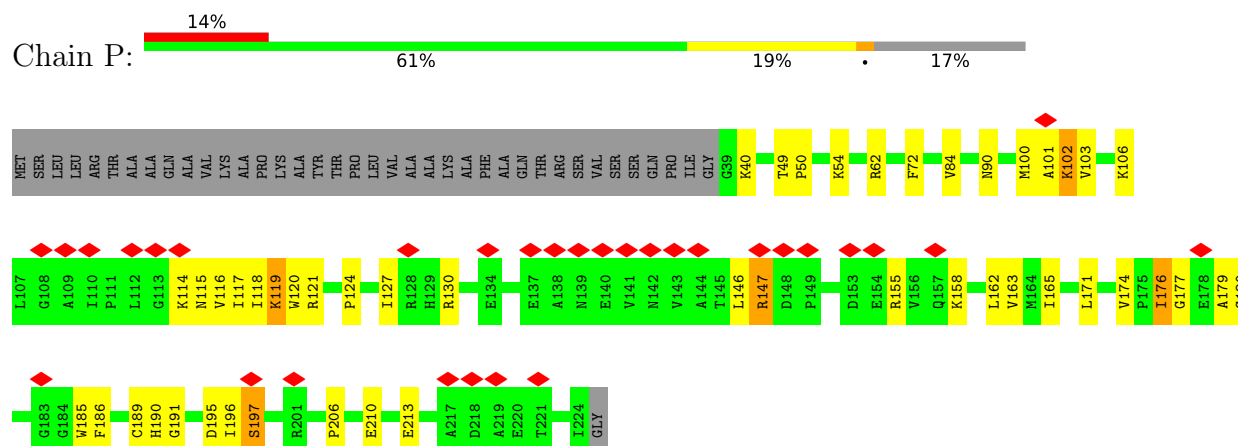 14%
Chain P:
61% 19% • 17%
MET SER LEU LEU ARG THR ALA ALA GLN ALA VAL LYS ALA PRO LYS ALA TYR THR PRO LEU VAL ALA ALA LYS ALA PHE ALA GLN THR ARG SER VAL SER SER GLN PRO ILE GLY G39 K40 T49 P50 K54 R62 F72 V84 N90 M100 A101 K102 V103 K106
L107 G108 A109 I110 P111 L112 G113 K114 N115 V116 I117 I118 K119 W120 R121 P124 I127 R128 H129 R130 E134 E137 A138 N139 E140 V141 N142 V143 A144 T145 L146 R147 D148 P149 D153 E154 R155 V156 Q157 K158 L162 V163 M164 I165 L171 V174 P175 I176 G177 E178 A179
G183 G184 W185 F186 C189 H190 G191 D195 I196 S197 R201 P206 E210 E213 A217 D218 A219 E220 T221 I224 GLY